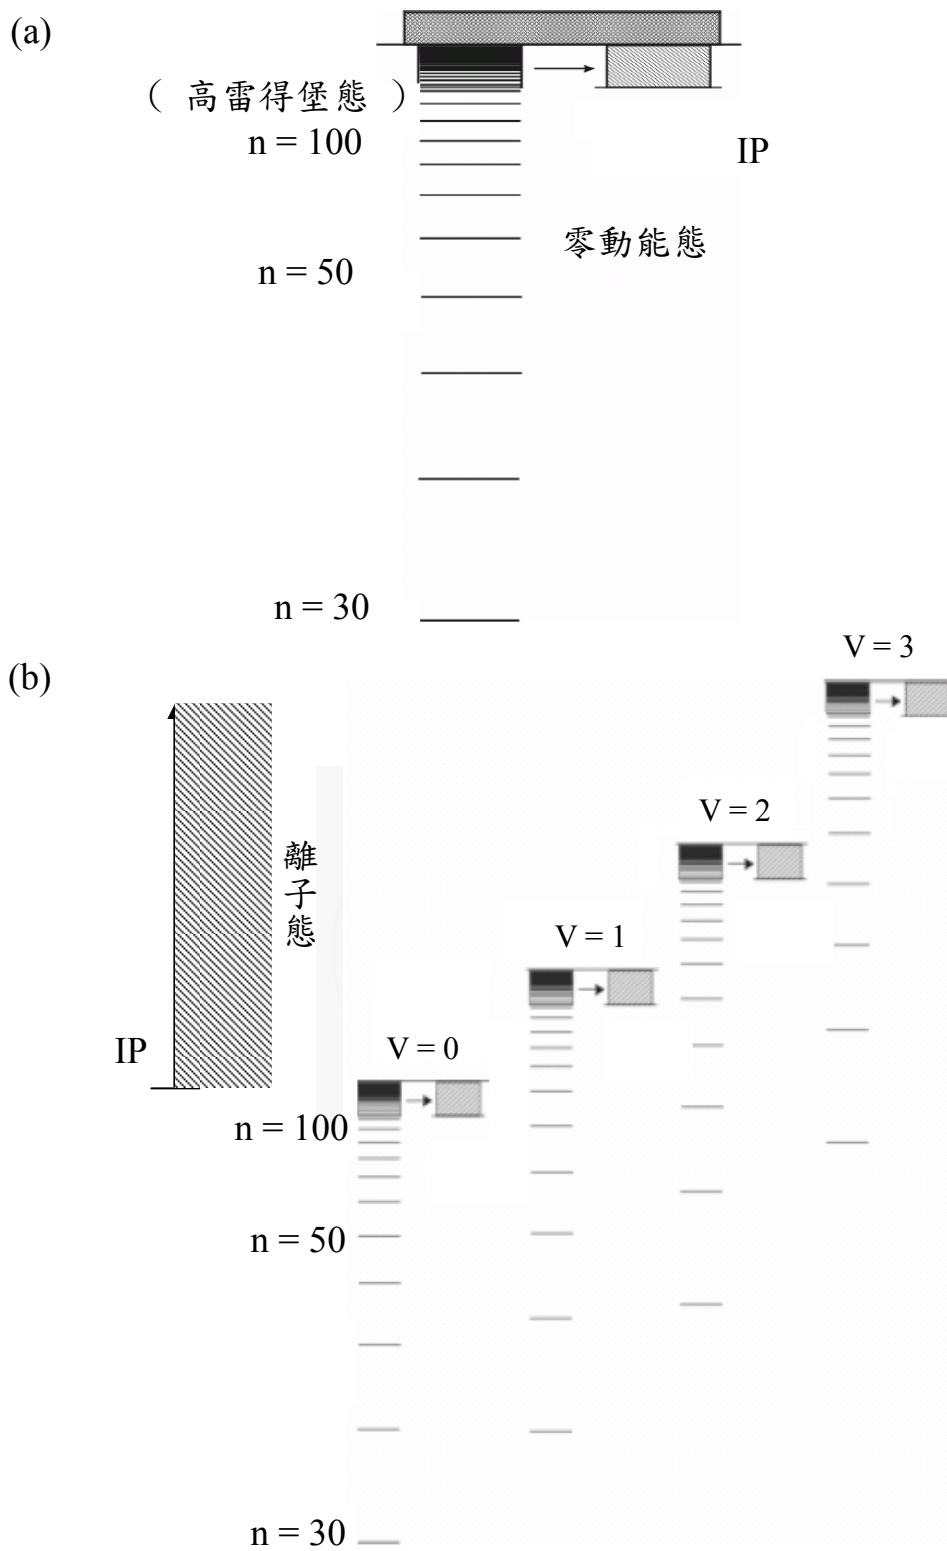 (a)
( 高雷得堡態 )
n = 100
IP
零動能態
n = 50
n = 30
V = 3
(b)
V = 2
離子態
V = 1
IP
V = 0
n = 100
n = 50
n = 30